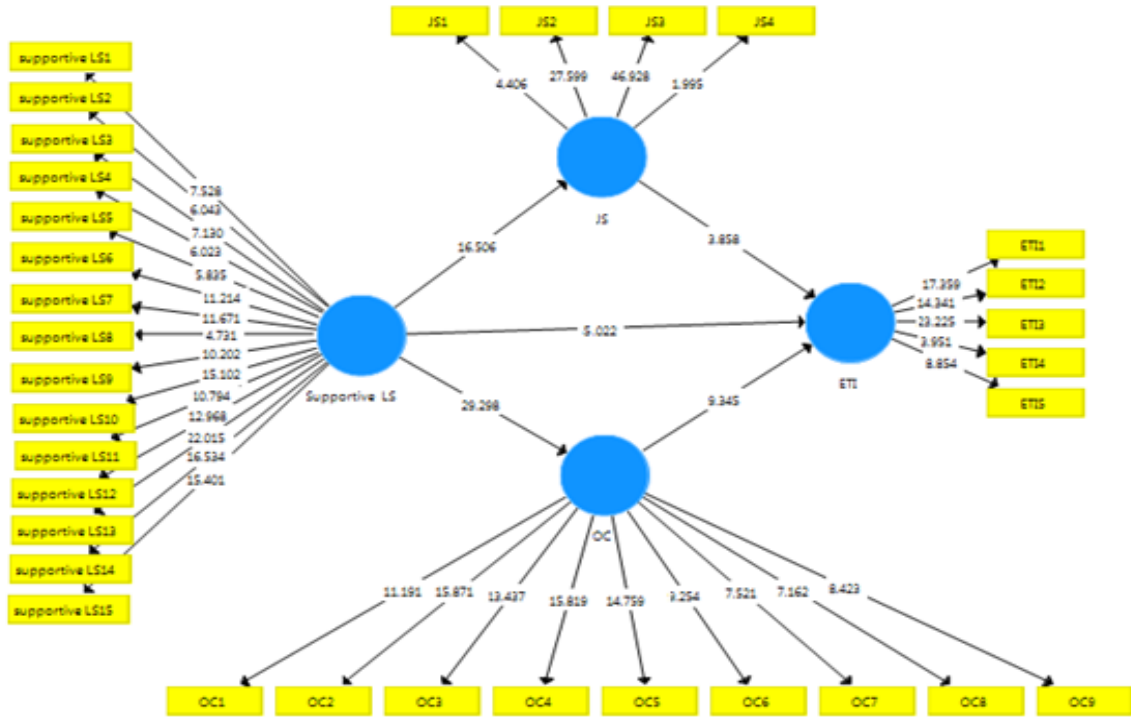 JS1
JS2
JS3
JS4
4.406
27.599
46.928
1.995
JS
supportive LS1
supportive LS2
supportive LS3
supportive LS4
supportive LS5
supportive LS6
supportive LS7
supportive LS8
supportive LS9
supportive LS10
supportive LS11
supportive LS12
supportive LS13
supportive LS14
supportive LS15
7.528
6.043
7.130
6.023
5.835
11.214
11.671
4.731
10.202
15.102
10.794
12.968
22.015
16.534
15.401
Supportive LS
16.506
3.858
5.022
29.298
9.345
ETI
17.359
14.341
23.225
3.951
8.854
ETI1
ETI2
ETI3
ETI4
ETI5
OC
11.191
15.871
13.437
15.819
14.759
3.254
7.521
7.162
8.423
OC1
OC2
OC3
OC4
OC5
OC6
OC7
OC8
OC9